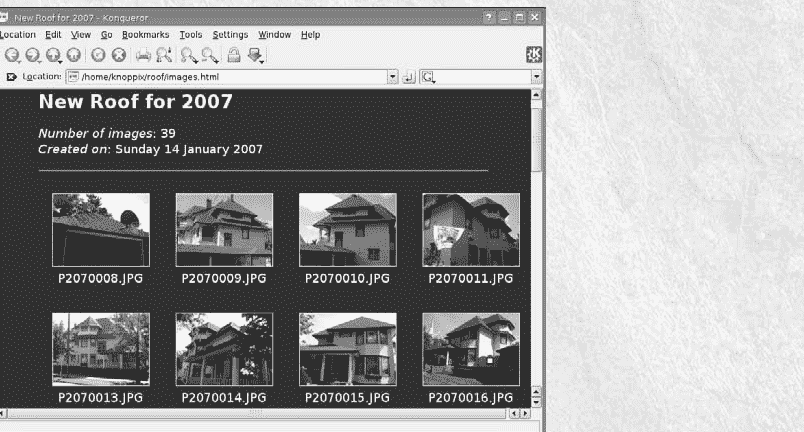 New Roof for 2007 - Konqueror
Location Edit View Go Bookmarks Tools Settings Window Help
Location: /home/knoppix/roof/images.html
New Roof for 2007
Number of images: 39
Created on: Sunday 14 January 2007
P2070008.JPG P2070009.JPG P2070010.JPG P2070011.JPG
P2070013.JPG P2070014.JPG P2070015.JPG P2070016.JPG